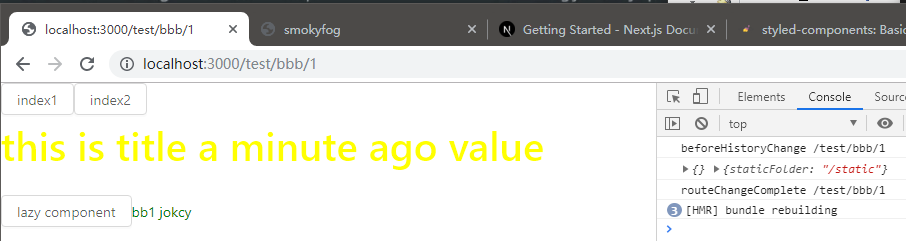 localhost:3000/test/bbb/1
smokyfog
Getting Started - Next.js Docu
styled-components: Basi
localhost:3000/test/bbb/1
index1
index2
this is title a minute ago value
lazy component
bb1 jokcy
Elements
Console
Sourc
top
beforeHistoryChange /test/bbb/1
{} {staticFolder: "/static"}
routeChangeComplete /test/bbb/1
3 [HMR] bundle rebuilding